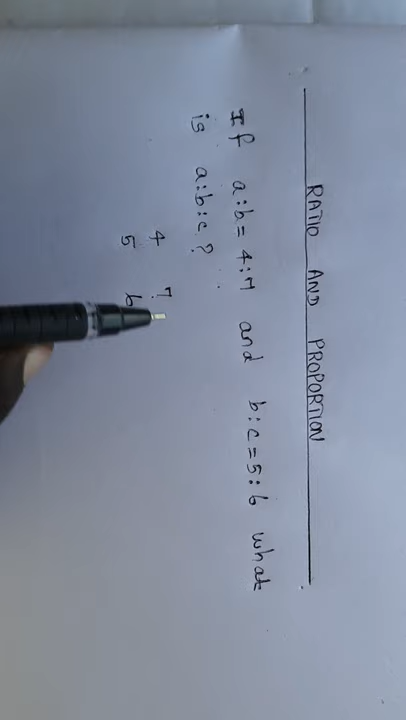 RATIO AND PROPORTION
If a:b = 4:7 and b:c = 5:6 what
is a:b:c?
4 7
5 6